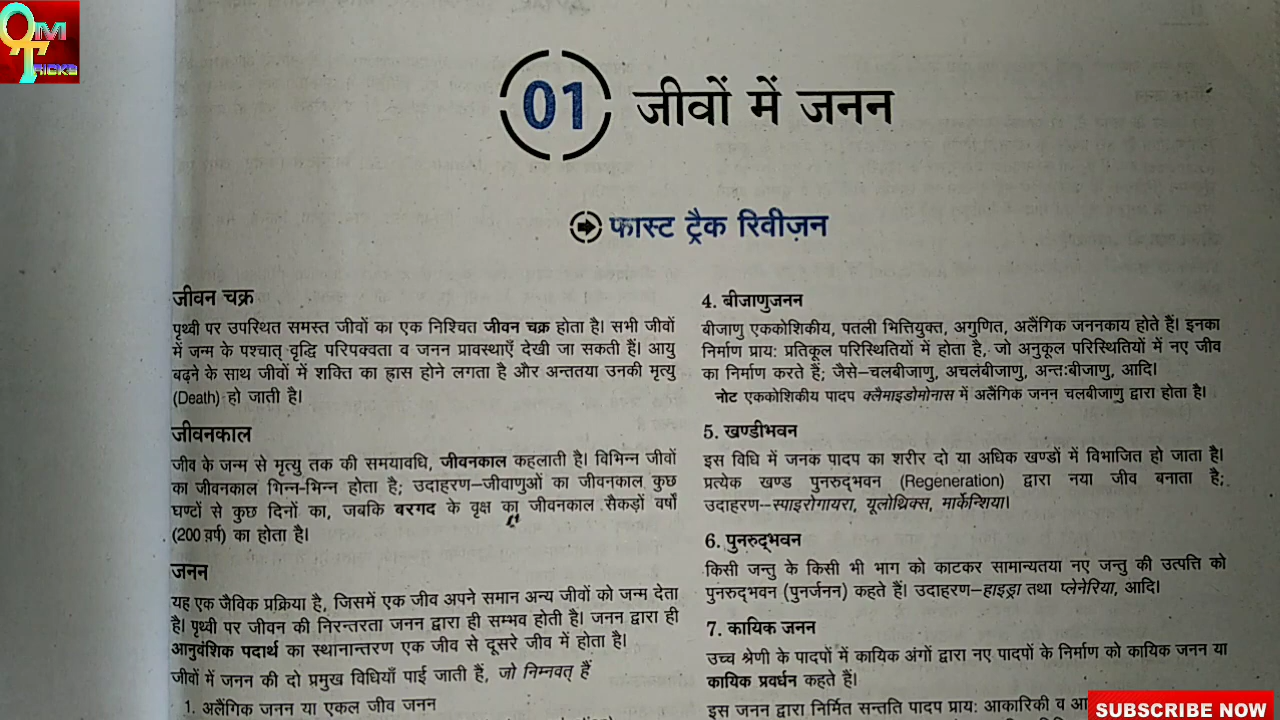 OM
TRICKS
01 जीवों में जनन
फास्ट ट्रैक रिवीज़न
जीवन चक्र
पृथ्वी पर उपस्थित समस्त जीवों का एक निश्चित जीवन चक्र होता है। सभी जीवों
में जन्म के पश्चात् वृद्धि परिपक्वता व जनन प्रावस्थाएँ देखी जा सकती हैं। आयु
बढ़ने के साथ जीवों में शक्ति का ह्रास होने लगता है और अन्ततया उनकी मृत्यु
(Death) हो जाती है।
जीवनकाल
जीव के जन्म से मृत्यु तक की समयावधि, जीवनकाल कहलाती है। विभिन्न जीवों
का जीवनकाल भिन्न-भिन्न होता है; उदाहरण–जीवाणुओं का जीवनकाल कुछ
घण्टों से कुछ दिनों का, जबकि बरगद के वृक्ष का जीवनकाल सैकड़ों वर्षों
(200 वर्ष) का होता है।
जनन
यह एक जैविक प्रक्रिया है, जिसमें एक जीव अपने समान अन्य जीवों को जन्म देता
है। पृथ्वी पर जीवन की निरन्तरता जनन द्वारा ही सम्भव होती है। जनन द्वारा ही
आनुवंशिक पदार्थ का स्थानान्तरण एक जीव से दूसरे जीव में होता है।
जीवों में जनन की दो प्रमुख विधियाँ पाई जाती हैं, जो निम्नवत् हैं
1. अलैंगिक जनन या एकल जीव जनन
4. बीजाणुजनन
बीजाणु एककोशिकीय, पतली भित्तियुक्त, अगुणित, अलैंगिक जननकाय होते हैं। इनका
निर्माण प्राय: प्रतिकूल परिस्थितियों में होता है, जो अनुकूल परिस्थितियों में नए जीव
का निर्माण करते हैं; जैसे–चलबीजाणु, अचलबीजाणु, अन्त:बीजाणु, आदि।
नोट एककोशिकीय पादप क्लैमाइडोमोनास में अलैंगिक जनन चलबीजाणु द्वारा होता है।
5. खण्डीभवन
इस विधि में जनक पादप का शरीर दो या अधिक खण्डों में विभाजित हो जाता है।
प्रत्येक खण्ड पुनरुद्भवन (Regeneration) द्वारा नया जीव बनाता है;
उदाहरण–स्पाइरोगायरा, यूलोथ्रिक्स, मार्केन्शिया।
6. पुनरुद्भवन
किसी जन्तु के किसी भी भाग को काटकर सामान्यतया नए जन्तु की उत्पत्ति को
पुनरुद्भवन (पुनर्जनन) कहते हैं। उदाहरण–हाइड्रा तथा प्लेनेरिया, आदि।
7. कायिक जनन
उच्च श्रेणी के पादपों में कायिक अंगों द्वारा नए पादपों के निर्माण को कायिक जनन या
कायिक प्रवर्धन कहते हैं।
इस जनन द्वारा निर्मित सन्तति पादप प्राय: आकारिकी व
SUBSCRIBE NOW